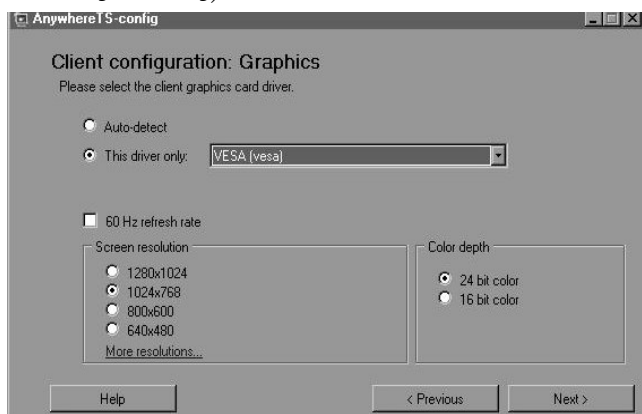 AnywhereTS-config
Client configuration: Graphics
Please select the client graphics card driver.
Auto-detect
This driver only: VESA (vesa)
60 Hz refresh rate
Screen resolution
1280x1024
1024x768
800x600
640x480
More resolutions...
Color depth
24 bit color
16 bit color
Help
< Previous
Next >